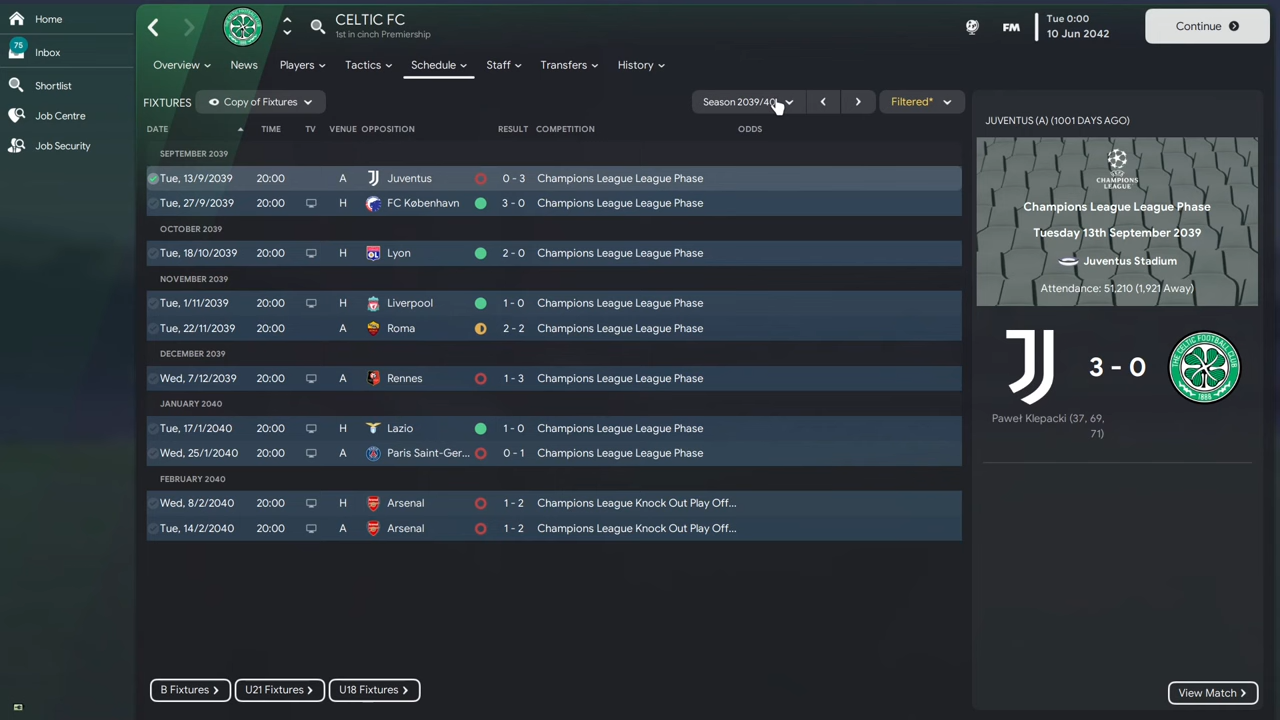 Home
75
Inbox
Shortlist
Job Centre
Job Security
CELTIC FC
1st in cinch Premiership
FM
Tue 0:00
10 Jun 2042
Continue
Overview
News
Players
Tactics
Schedule
Staff
Transfers
History
FIXTURES
Copy of Fixtures
Season 2039/40
Filtered*
DATE TIME TV VENUE OPPOSITION RESULT COMPETITION ODDS
SEPTEMBER 2039
Tue, 13/9/2039 20:00 A Juventus 0 - 3 Champions League League Phase
Tue, 27/9/2039 20:00 H FC København 3 - 0 Champions League League Phase
OCTOBER 2039
Tue, 18/10/2039 20:00 H Lyon 2 - 0 Champions League League Phase
NOVEMBER 2039
Tue, 1/11/2039 20:00 H Liverpool 1 - 0 Champions League League Phase
Tue, 22/11/2039 20:00 A Roma 2 - 2 Champions League League Phase
DECEMBER 2039
Wed, 7/12/2039 20:00 A Rennes 1 - 3 Champions League League Phase
JANUARY 2040
Tue, 17/1/2040 20:00 H Lazio 1 - 0 Champions League League Phase
Wed, 25/1/2040 20:00 A Paris Saint-Ger... 0 - 1 Champions League League Phase
FEBRUARY 2040
Wed, 8/2/2040 20:00 H Arsenal 1 - 2 Champions League Knock Out Play Off...
Tue, 14/2/2040 20:00 A Arsenal 1 - 2 Champions League Knock Out Play Off...
B Fixtures
U21 Fixtures
U18 Fixtures
JUVENTUS (A) (1001 DAYS AGO)
CHAMPIONS LEAGUE
Champions League League Phase
Tuesday 13th September 2039
Juventus Stadium
Attendance: 51,210 (1,921 Away)
3 - 0
THE CELTIC FOOTBALL CLUB
1888
Paweł Klepacki (37, 69,
71)
View Match